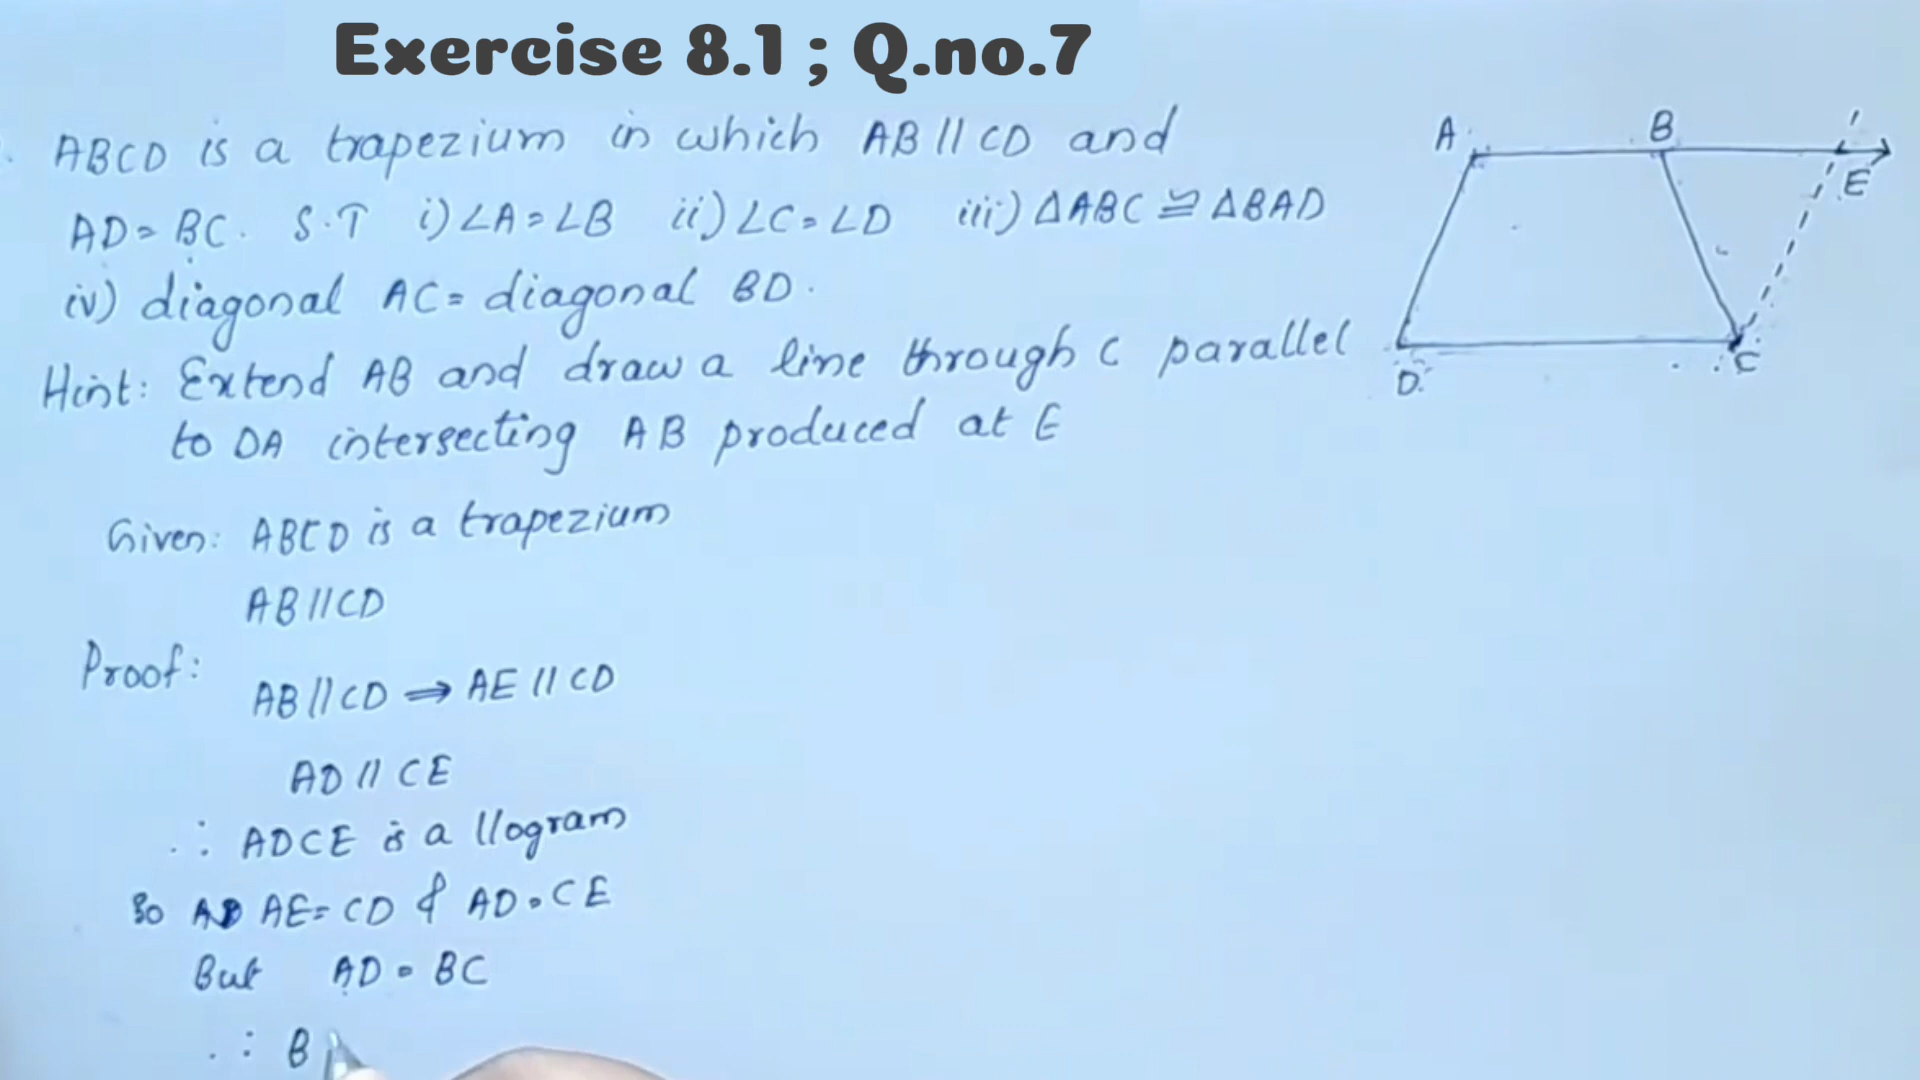 Exercise 8.1 ; Q.no.7
ABCD is a trapezium in which AB // CD and
AD = BC. S.T i) ∠A = ∠B ii) ∠C = ∠D iii) ΔABC ≅ ΔBAD
iv) diagonal AC = diagonal BD.
Hint: Extend AB and draw a line through C parallel
to DA intersecting AB produced at E
A B E
D C
Given: ABCD is a trapezium
AB // CD
Proof:
AB // CD ⇒ AE // CD
AD // CE
∴ ADCE is a llogram
So AD AE = CD & AD = CE
But AD = BC
∴ B